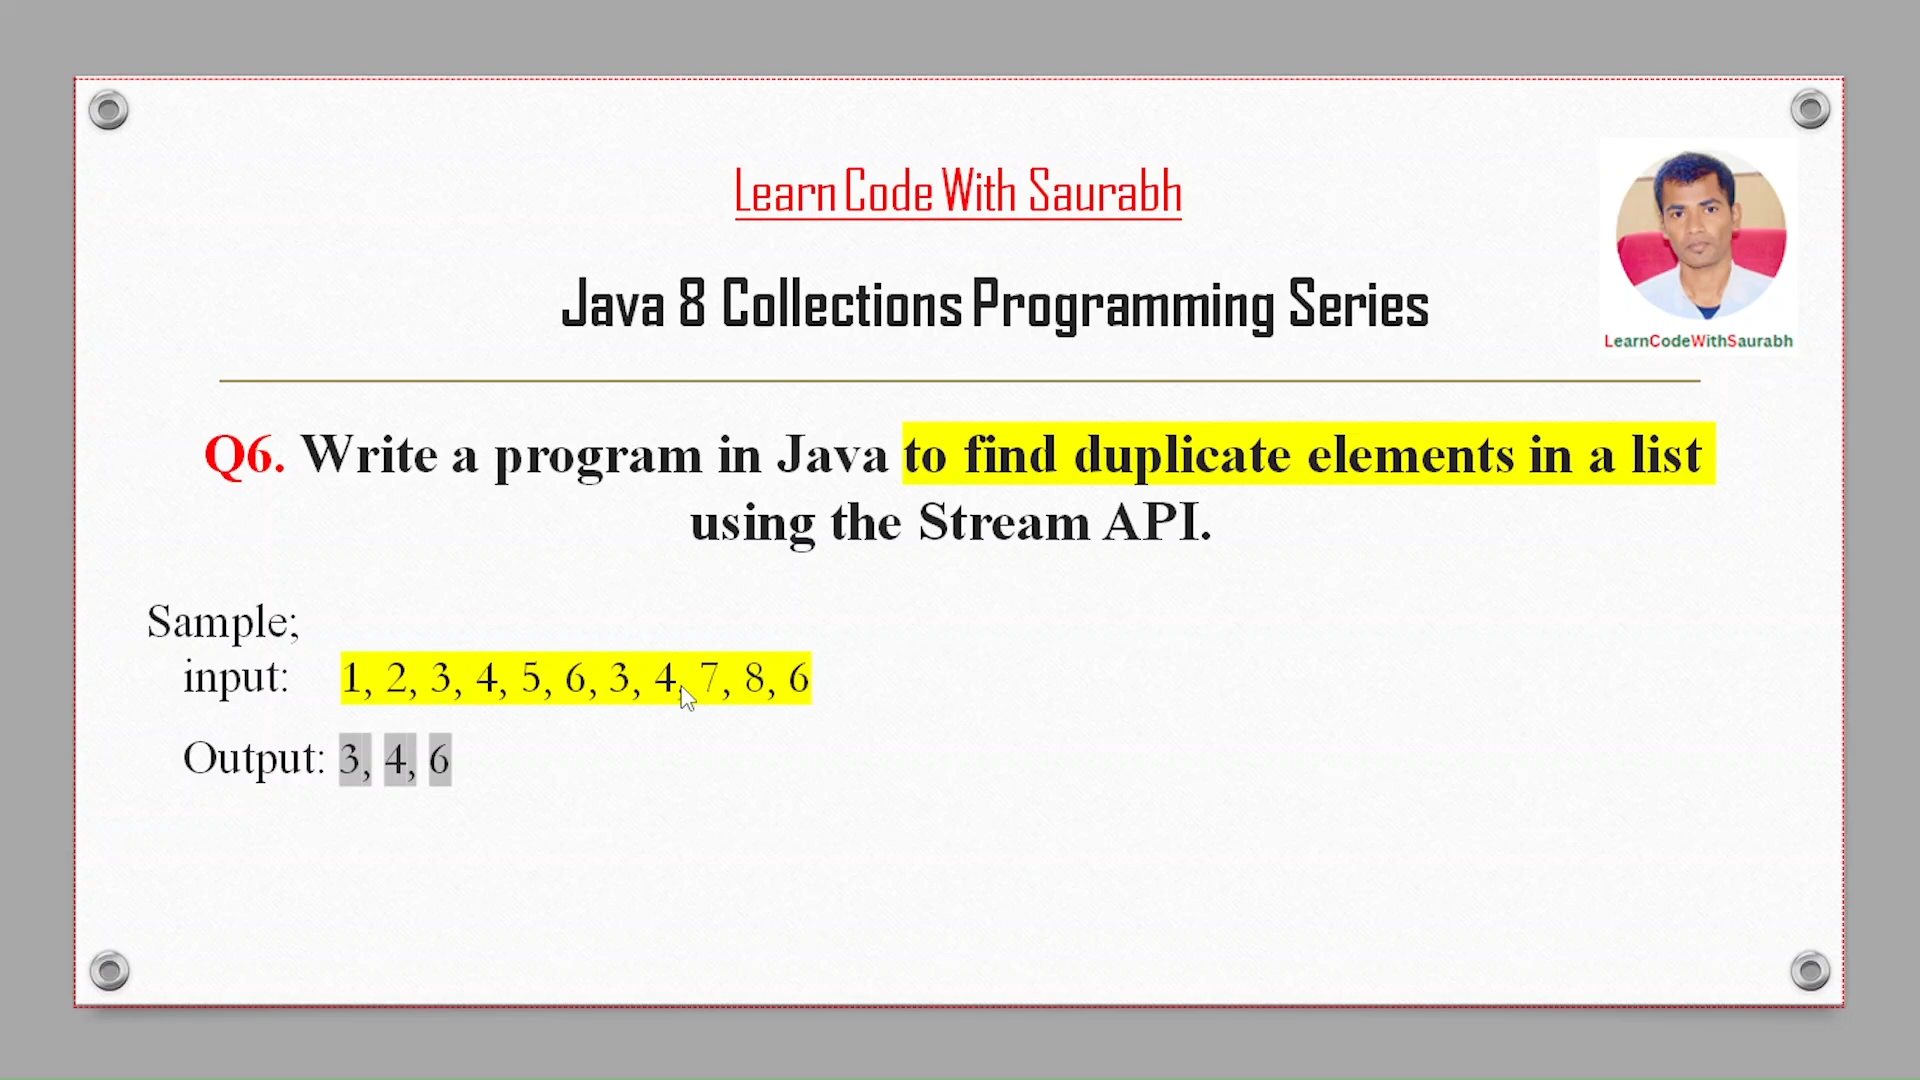 Learn Code With Saurabh
Java 8 Collections Programming Series
LearnCodeWithSaurabh
Q6. Write a program in Java to find duplicate elements in a list
using the Stream API.
Sample;
input: 1, 2, 3, 4, 5, 6, 3, 4, 7, 8, 6
Output: 3, 4, 6